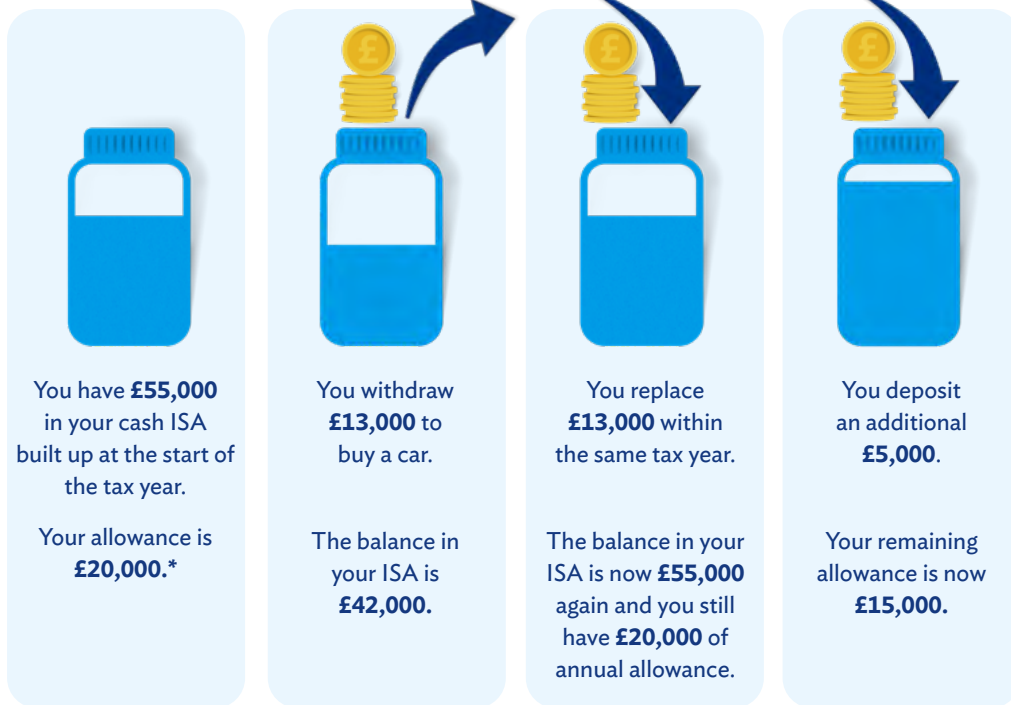 £
£
£
You have £55,000
in your cash ISA
built up at the start of
the tax year.
Your allowance is
£20,000.*
You withdraw
£13,000 to
buy a car.
The balance in
your ISA is
£42,000.
You replace
£13,000 within
the same tax year.
The balance in your
ISA is now £55,000
again and you still
have £20,000 of
annual allowance.
You deposit
an additional
£5,000.
Your remaining
allowance is now
£15,000.